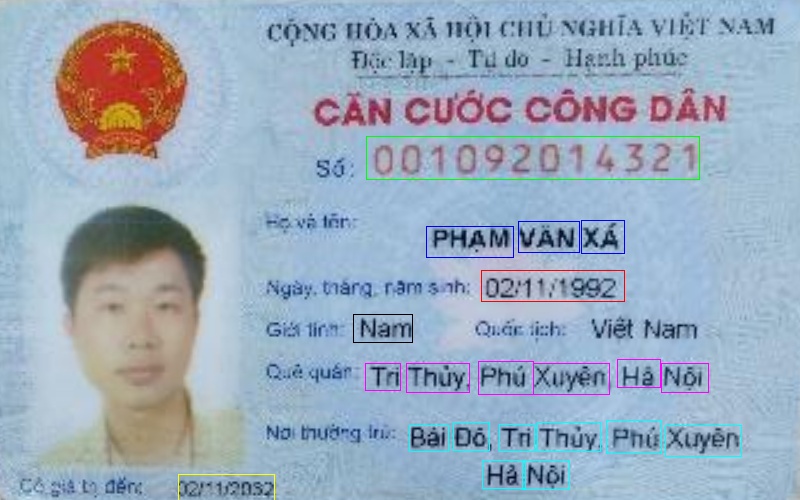 CỘNG HÒA XÃ HỘI CHỦ NGHĨA VIỆT NAM
Độc lập - Tự do - Hạnh phúc
CĂN CƯỚC CÔNG DÂN
Số: 001092014321
Họ và tên:
PHẠM VĂN XÁ
Ngày, tháng, năm sinh: 02/11/1992
Giới tính: Nam Quốc tịch: Việt Nam
Quê quán: Tri Thủy, Phú Xuyên, Hà Nội
Nơi thường trú: Bái Đô, Tri Thủy, Phú Xuyên
Hà Nội
Có giá trị đến: 02/11/2032